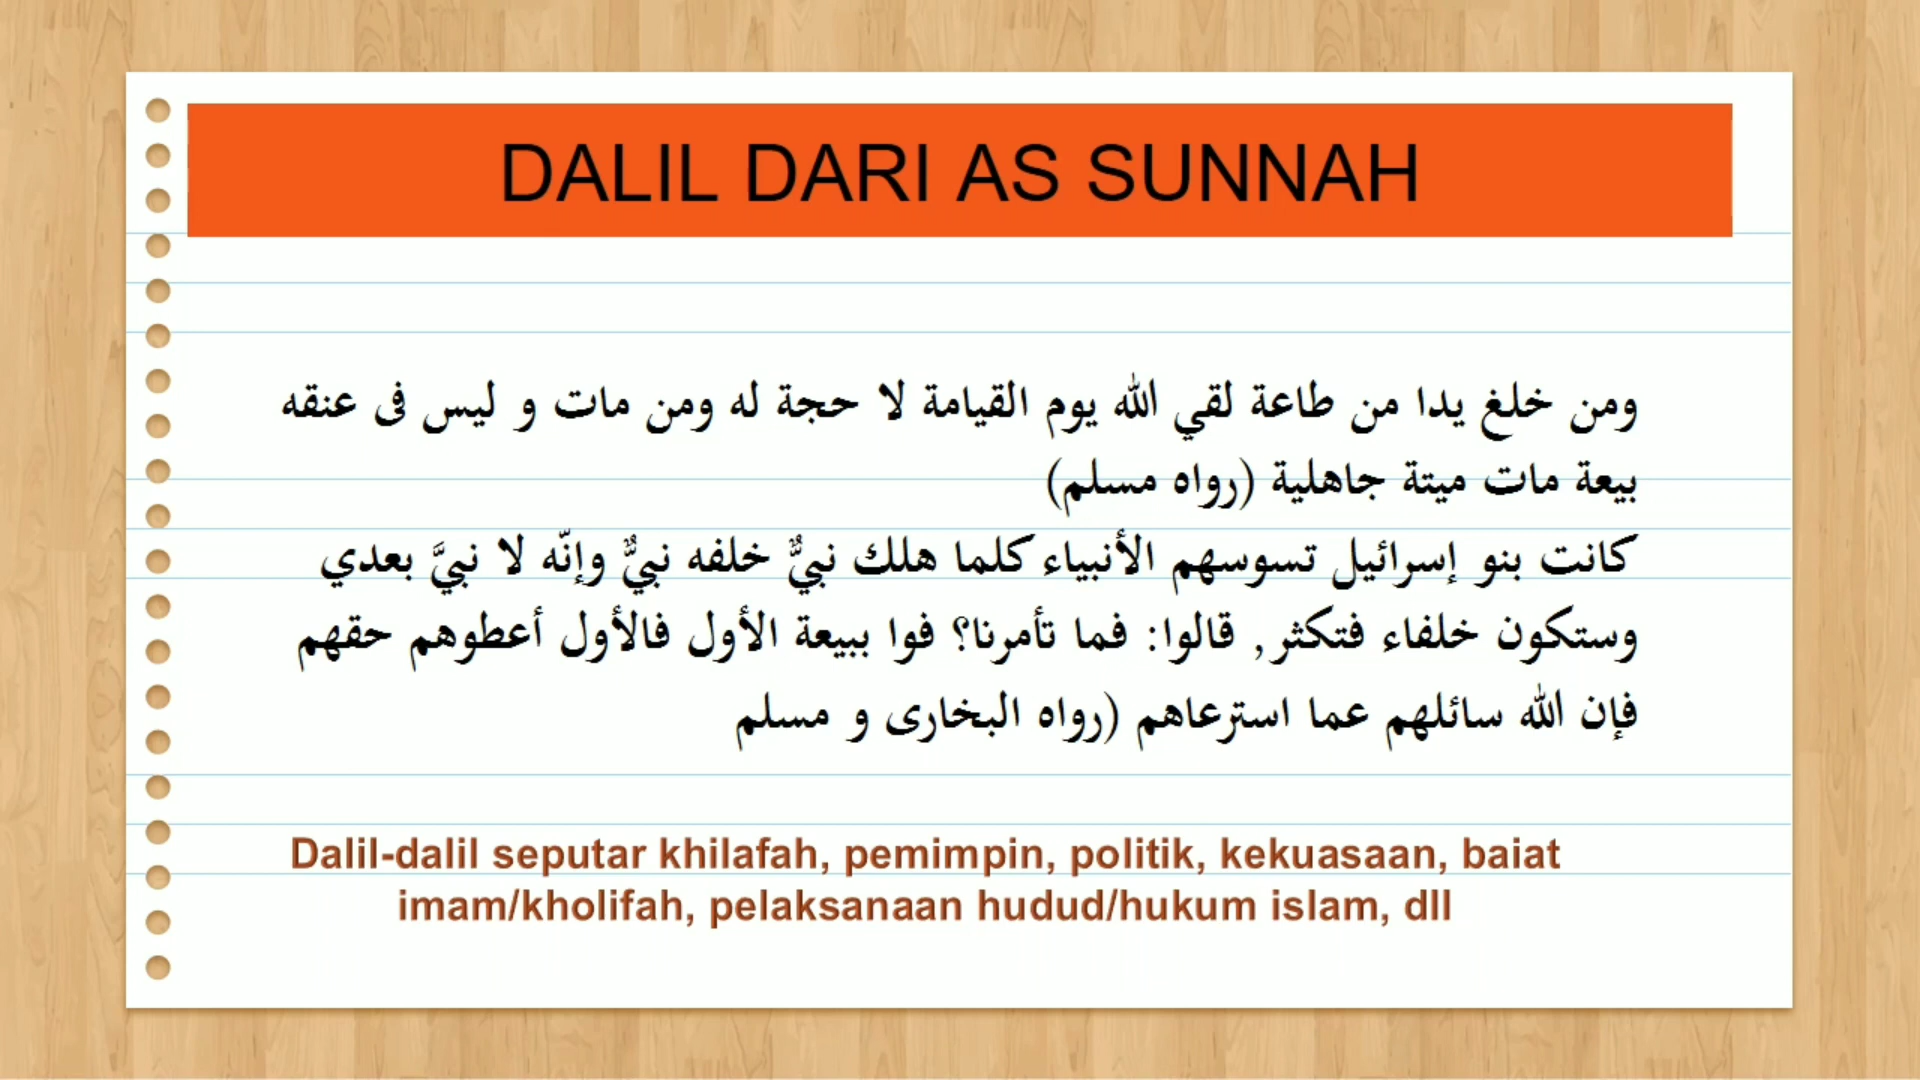 DALIL DARI AS SUNNAH
ومن خلغ يدا من طاعة لقي الله يوم القيامة لا حجة له ومن مات و ليس فى عنقه
بيعة مات ميتة جاهلية (رواه مسلم)
كانت بنو إسرائيل تسوسهم الأنبياء كلما هلك نبيٌّ خلفه نبيٌّ وإنّه لا نبيَّ بعدي
وستكون خلفاء فتكثر, قالوا: فما تأمرنا؟ فوا ببيعة الأول فالأول أعطوهم حقهم
فإن الله سائلهم عما استرعاهم (رواه البخارى و مسلم
Dalil-dalil seputar khilafah, pemimpin, politik, kekuasaan, baiat
imam/kholifah, pelaksanaan hudud/hukum islam, dll